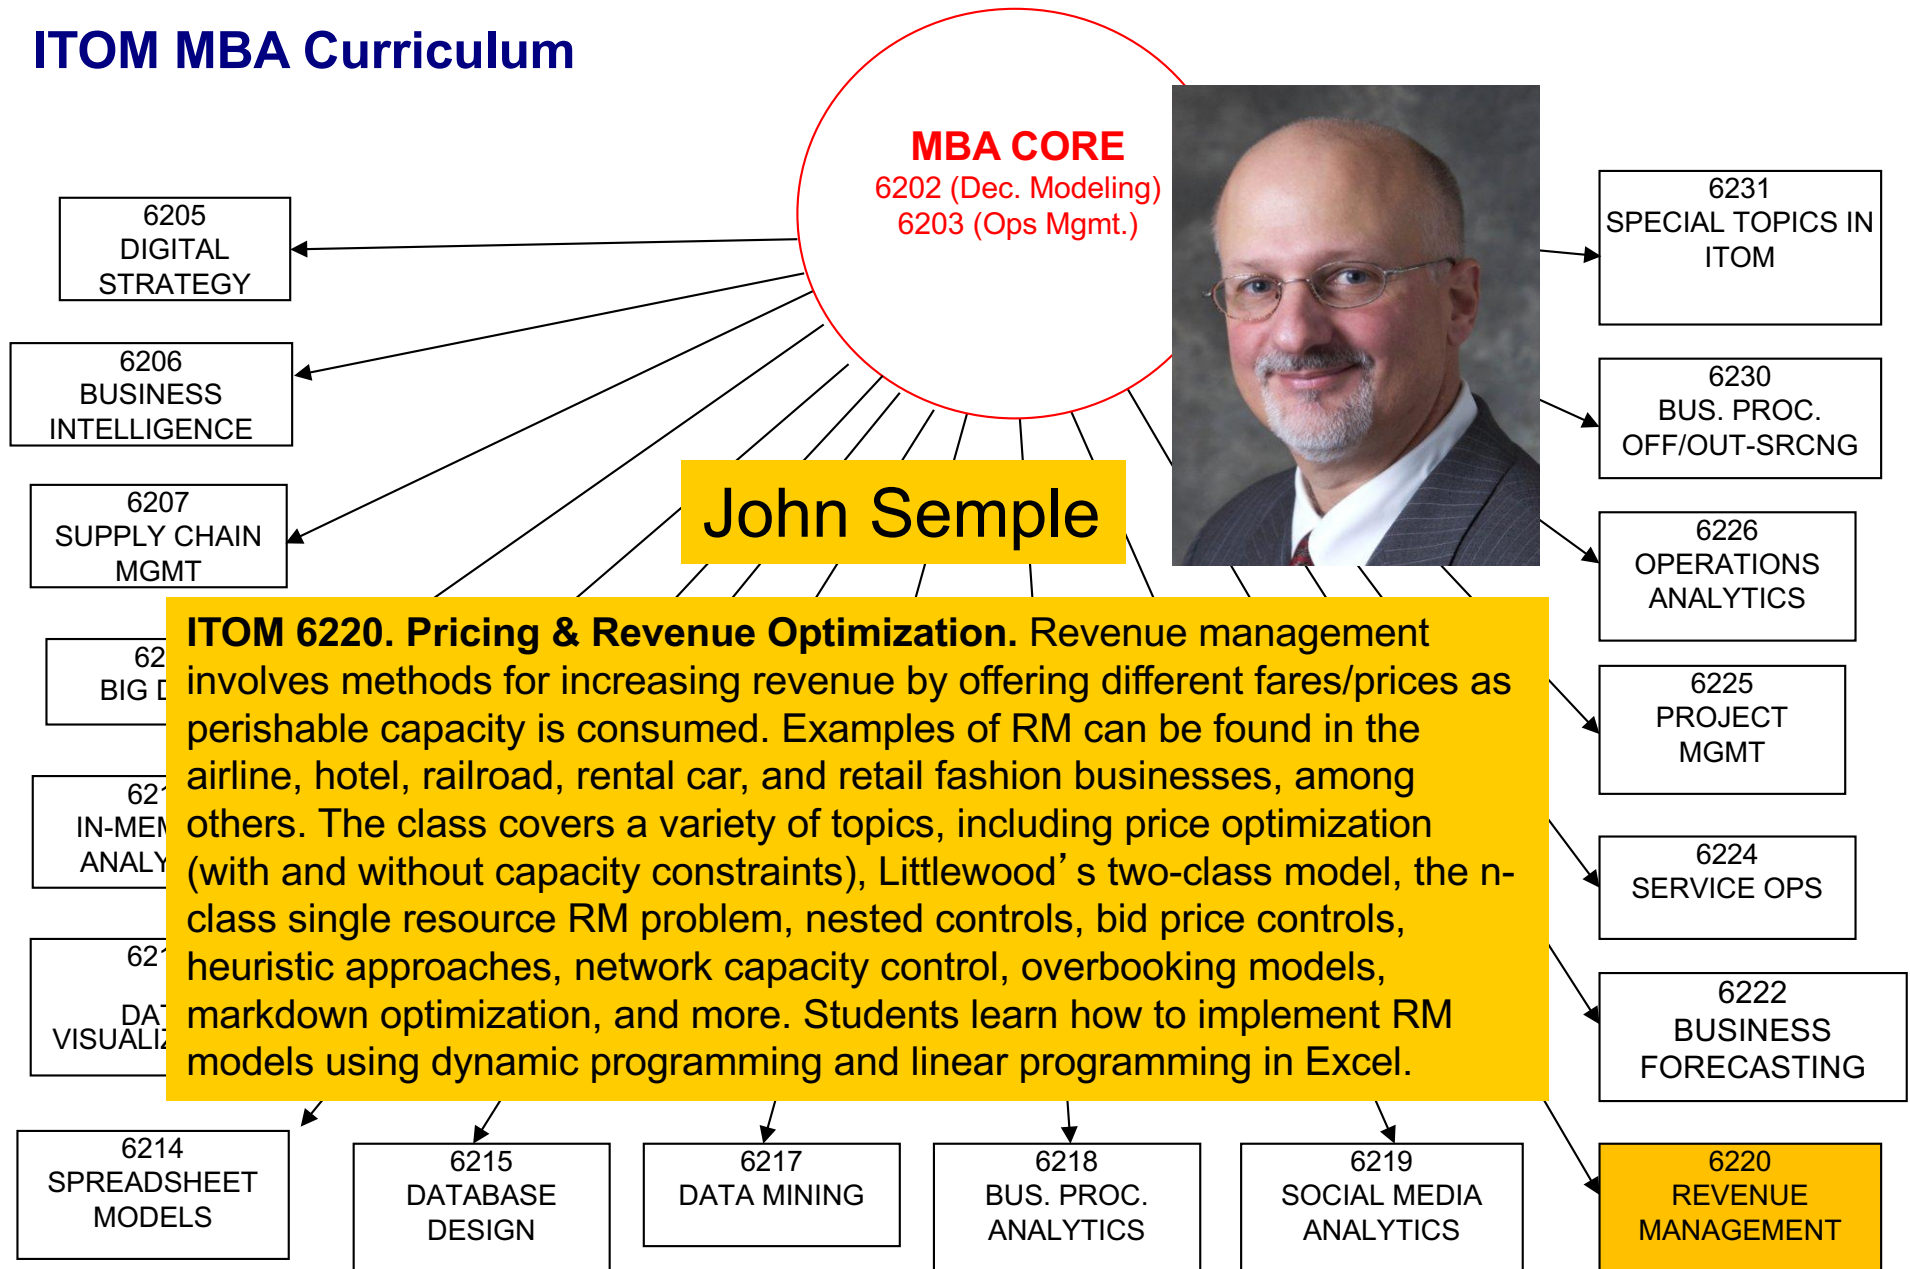 ITOM MBA Curriculum
MBA CORE
6202 (Dec. Modeling)
6203 (Ops Mgmt.)
6205
DIGITAL
STRATEGY
6206
BUSINESS
INTELLIGENCE
6207
SUPPLY CHAIN
MGMT
62
BIG
621
ANALY
621
VISUALIZ
6214
SPREADSHEET
MODELS
6215
DATABASE
DESIGN
6217
DATA MINING
6218
BUS. PROC.
ANALYTICS
6219
SOCIAL MEDIA
ANALYTICS
6220
REVENUE
MANAGEMENT
6222
BUSINESS
FORECASTING
6224
SERVICE OPS
6225
PROJECT
MGMT
6226
OPERATIONS
ANALYTICS
6230
BUS. PROC.
OFF/OUT-SRCNG
6231
SPECIAL TOPICS IN
ITOM
John Semple
ITOM 6220. Pricing & Revenue Optimization. Revenue management
involves methods for increasing revenue by offering different fares/prices as
perishable capacity is consumed. Examples of RM can be found in the
airline, hotel, railroad, rental car, and retail fashion businesses, among
others. The class covers a variety of topics, including price optimization
(with and without capacity constraints), Littlewood’s two-class model, the n-
class single resource RM problem, nested controls, bid price controls,
heuristic approaches, network capacity control, overbooking models,
markdown optimization, and more. Students learn how to implement RM
models using dynamic programming and linear programming in Excel.